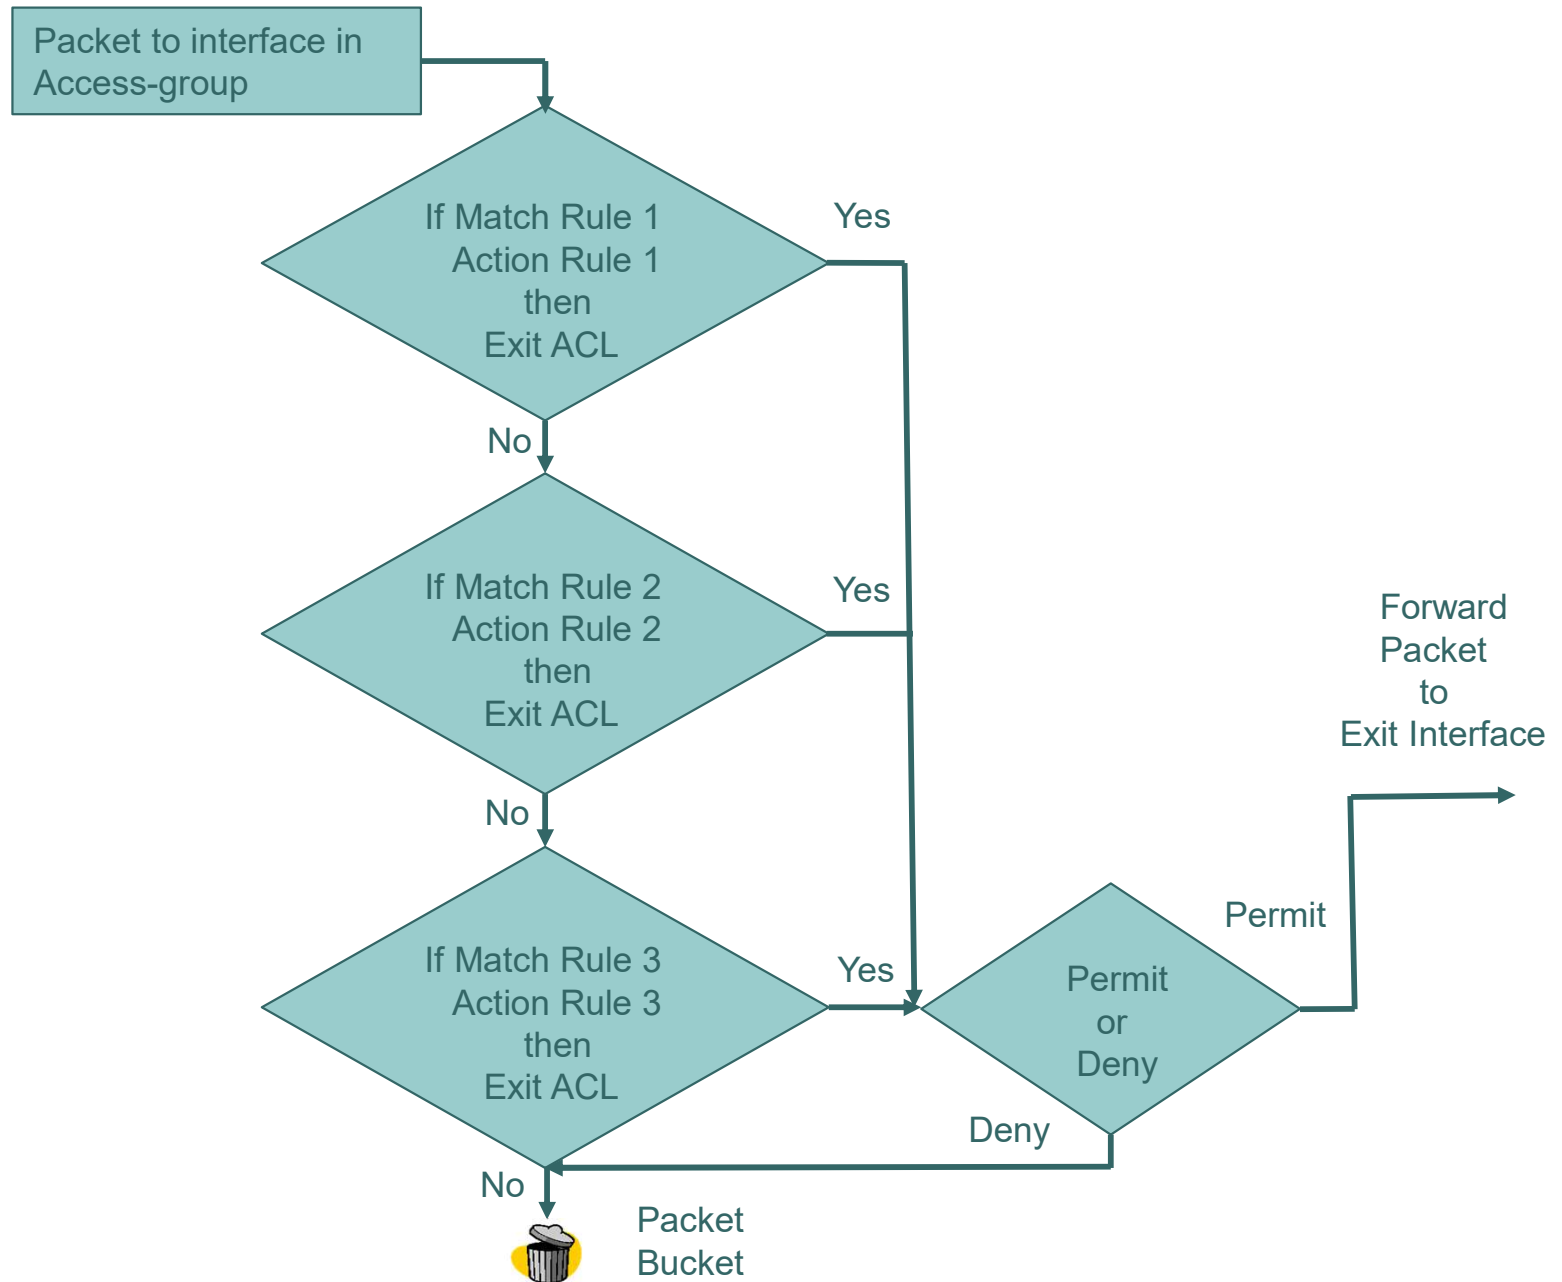 Packet to interface in
Access-group
If Match Rule 1
Action Rule 1
then
Exit ACL
Yes
No
If Match Rule 2
Action Rule 2
then
Exit ACL
Yes
No
If Match Rule 3
Action Rule 3
then
Exit ACL
Yes
No
Permit
or
Deny
Permit
Deny
Forward
Packet
to
Exit Interface
Packet
Bucket